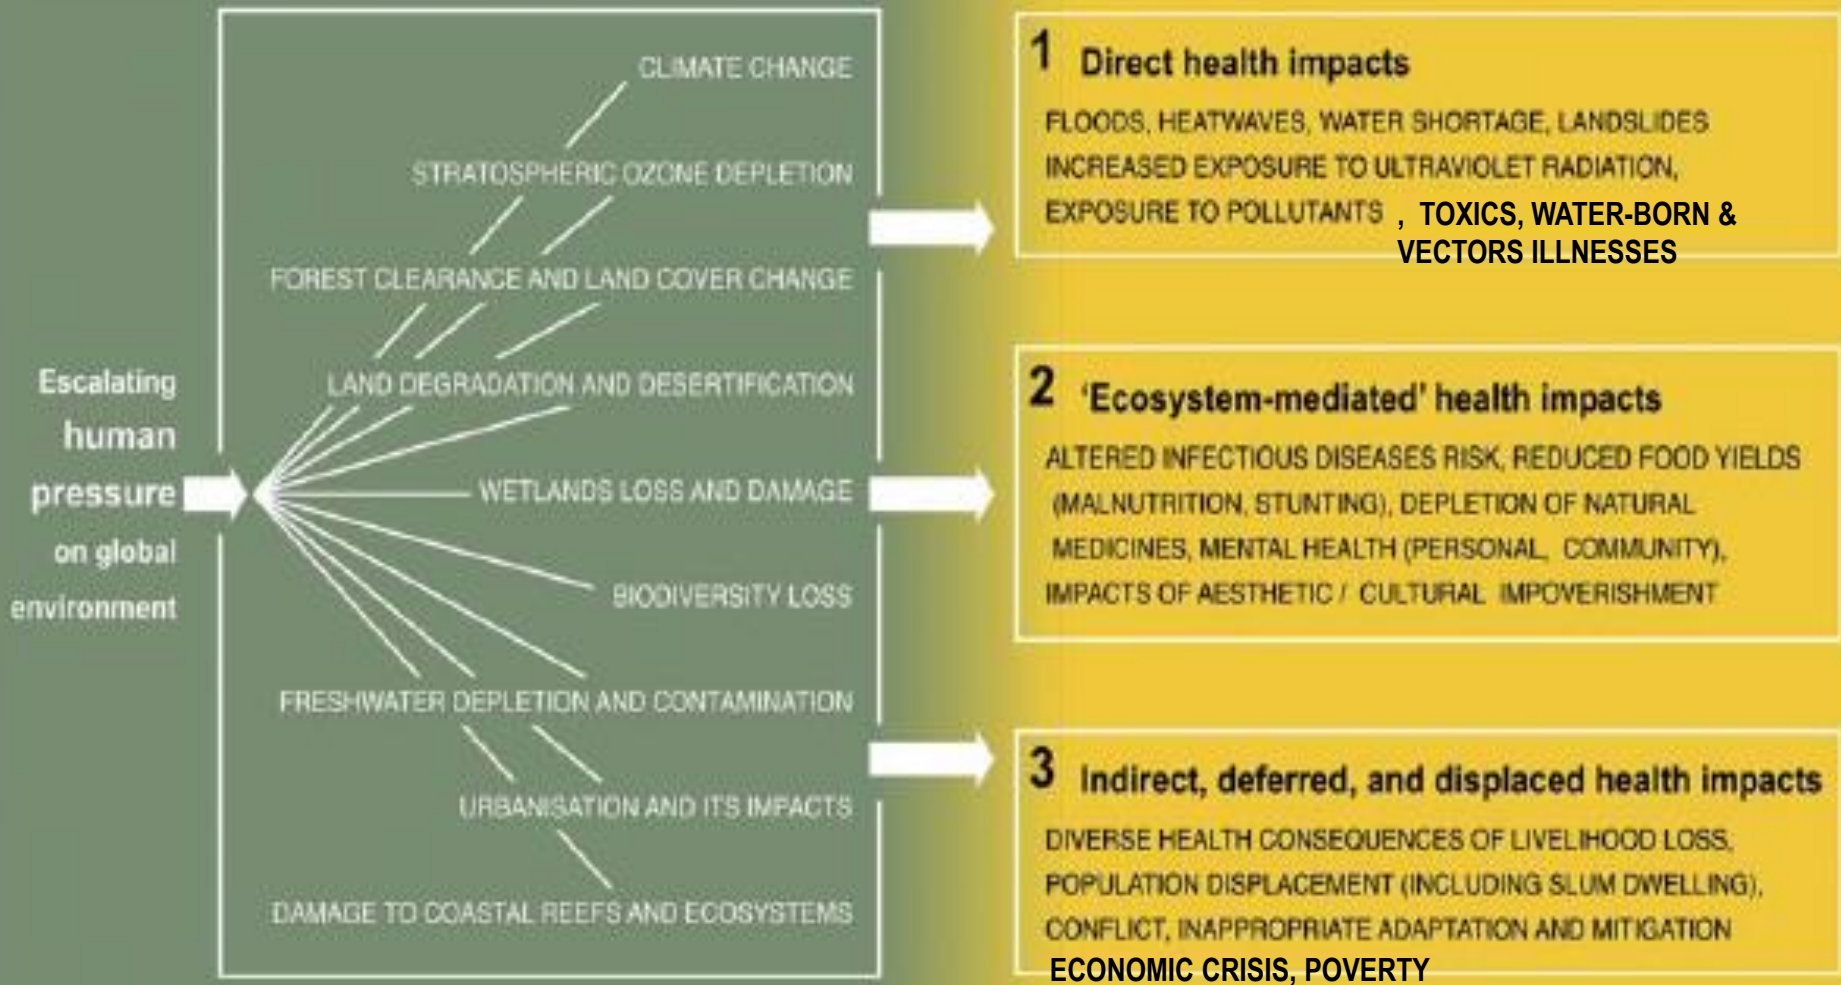 Escalating
human
pressure
on global
environment
CLIMATE CHANGE
STRATOSPHERIC OZONE DEPLETION
FOREST CLEARANCE AND LAND COVER CHANGE
LAND DEGRADATION AND DESERTIFICATION
WETLANDS LOSS AND DAMAGE
BIODIVERSITY LOSS
FRESHWATER DEPLETION AND CONTAMINATION
URBANISATION AND ITS IMPACTS
DAMAGE TO COASTAL REEFS AND ECOSYSTEMS
1 Direct health impacts
FLOODS, HEATWAVES, WATER SHORTAGE, LANDSLIDES
INCREASED EXPOSURE TO ULTRAVIOLET RADIATION,
EXPOSURE TO POLLUTANTS , TOXICS, WATER-BORN &
VECTORS ILLNESSES
2 ‘Ecosystem-mediated’ health impacts
ALTERED INFECTIOUS DISEASES RISK, REDUCED FOOD YIELDS
(MALNUTRITION, STUNTING), DEPLETION OF NATURAL
MEDICINES, MENTAL HEALTH (PERSONAL, COMMUNITY),
IMPACTS OF AESTHETIC / CULTURAL IMPOVERISHMENT
3 Indirect, deferred, and displaced health impacts
DIVERSE HEALTH CONSEQUENCES OF LIVELIHOOD LOSS,
POPULATION DISPLACEMENT (INCLUDING SLUM DWELLING),
CONFLICT, INAPPROPRIATE ADAPTATION AND MITIGATION
ECONOMIC CRISIS, POVERTY